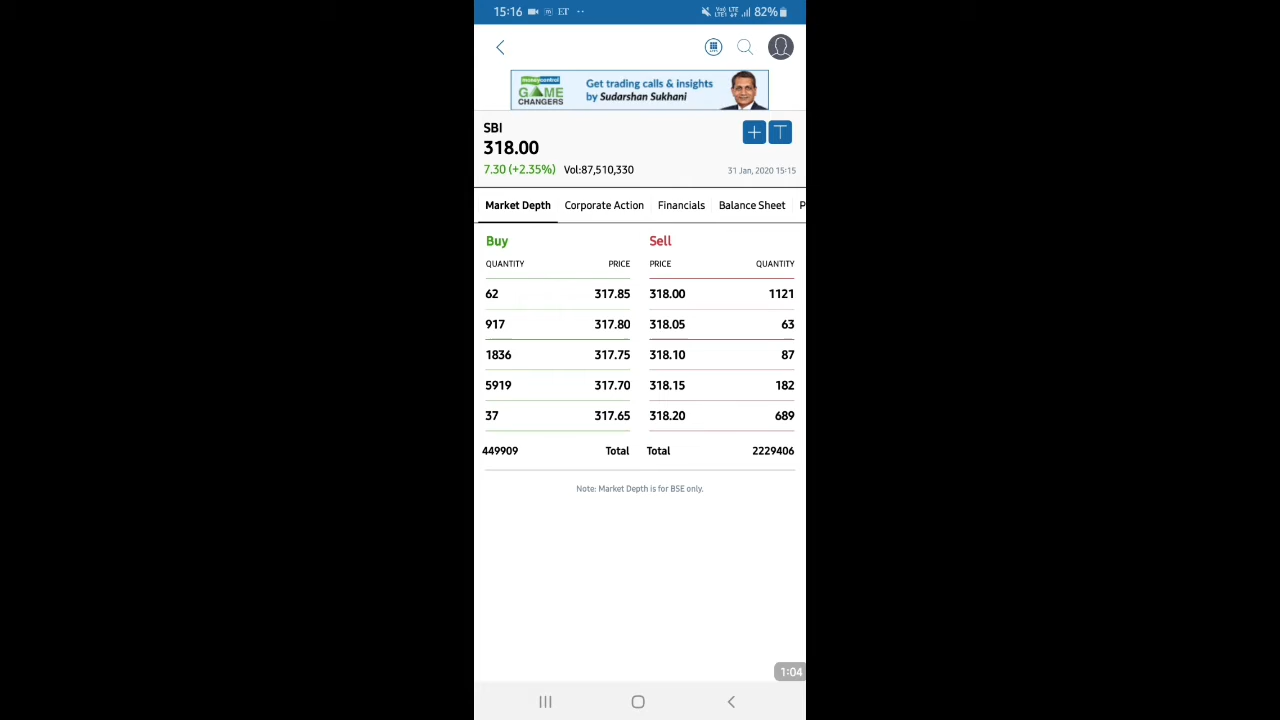 15:16 ET 82%
moneycontrol
GAME
CHANGERS
Get trading calls & insights
by Sudarshan Sukhani
SBI
318.00
7.30 (+2.35%) Vol:87,510,330
31 Jan, 2020 15:15
Market Depth Corporate Action Financials Balance Sheet P
Buy Sell
QUANTITY PRICE PRICE QUANTITY
62 317.85 318.00 1121
917 317.80 318.05 63
1836 317.75 318.10 87
5919 317.70 318.15 182
37 317.65 318.20 689
449909 Total Total 2229406
Note: Market Depth is for BSE only.
1:04